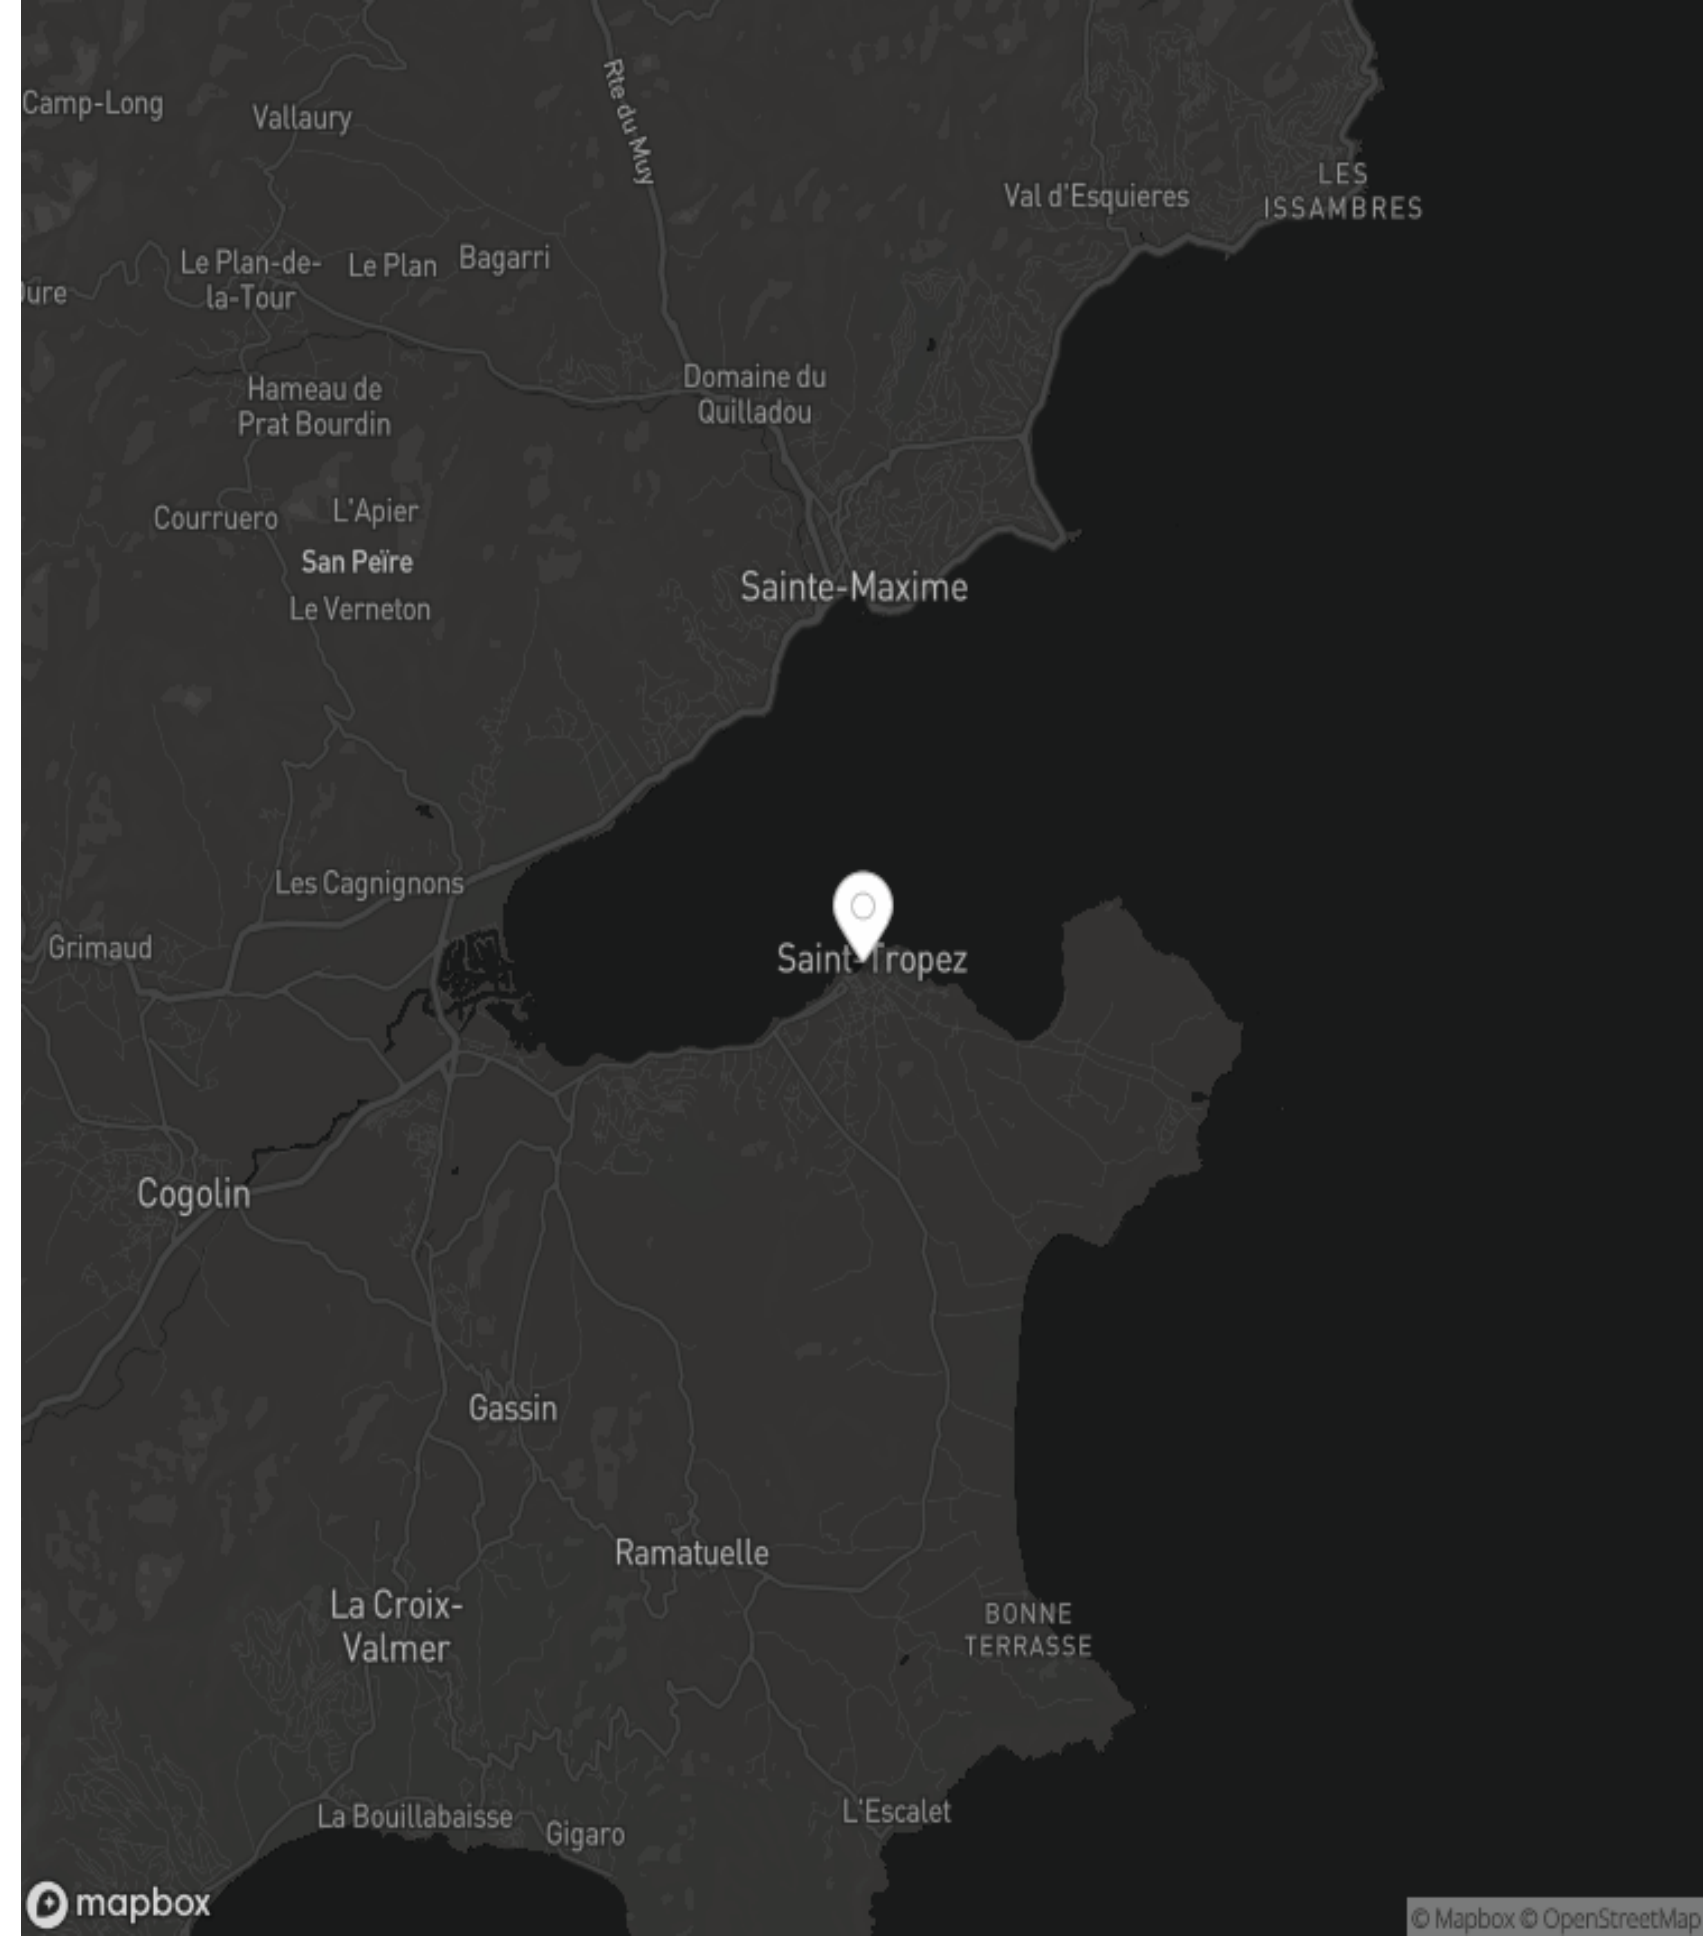 Rte du Muy
Camp-Long
Vallaury
LES
ISSAMBRES
Val d'Esquieres
Le Plan-de-
la-Tour
Le Plan
Bagarri
Domaine du
Quilladou
Hameau de
Prat Bourdin
Courruero
L'Apier
San Peïre
Sainte-Maxime
Le Verneton
Les Cagnignons
Grimaud
Saint-Tropez
Cogolin
Gassin
Ramatuelle
La Croix-
Valmer
BONNE
TERRASSE
La Bouillabaisse
Gigaro
L'Escalet
mapbox
© Mapbox © OpenStreetMap